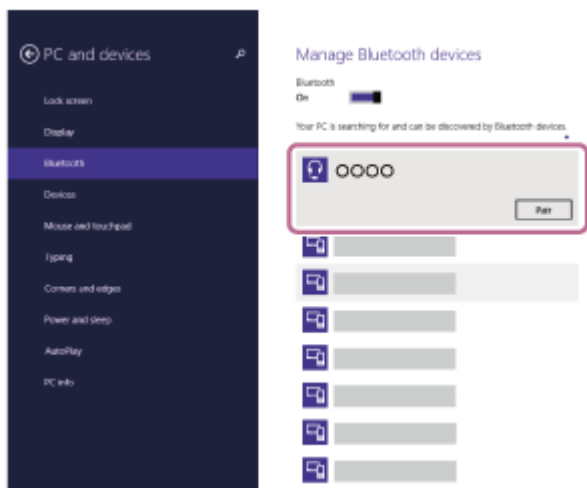 PC and devices
Lock screen
Display
Bluetooth
Devices
Mouse and touchpad
Typing
Corners and edges
Power and sleep
AutoPlay
PC info
Manage Bluetooth devices
Bluetooth
On
Your PC is searching for and can be discovered by Bluetooth devices.
OOOO
Pair